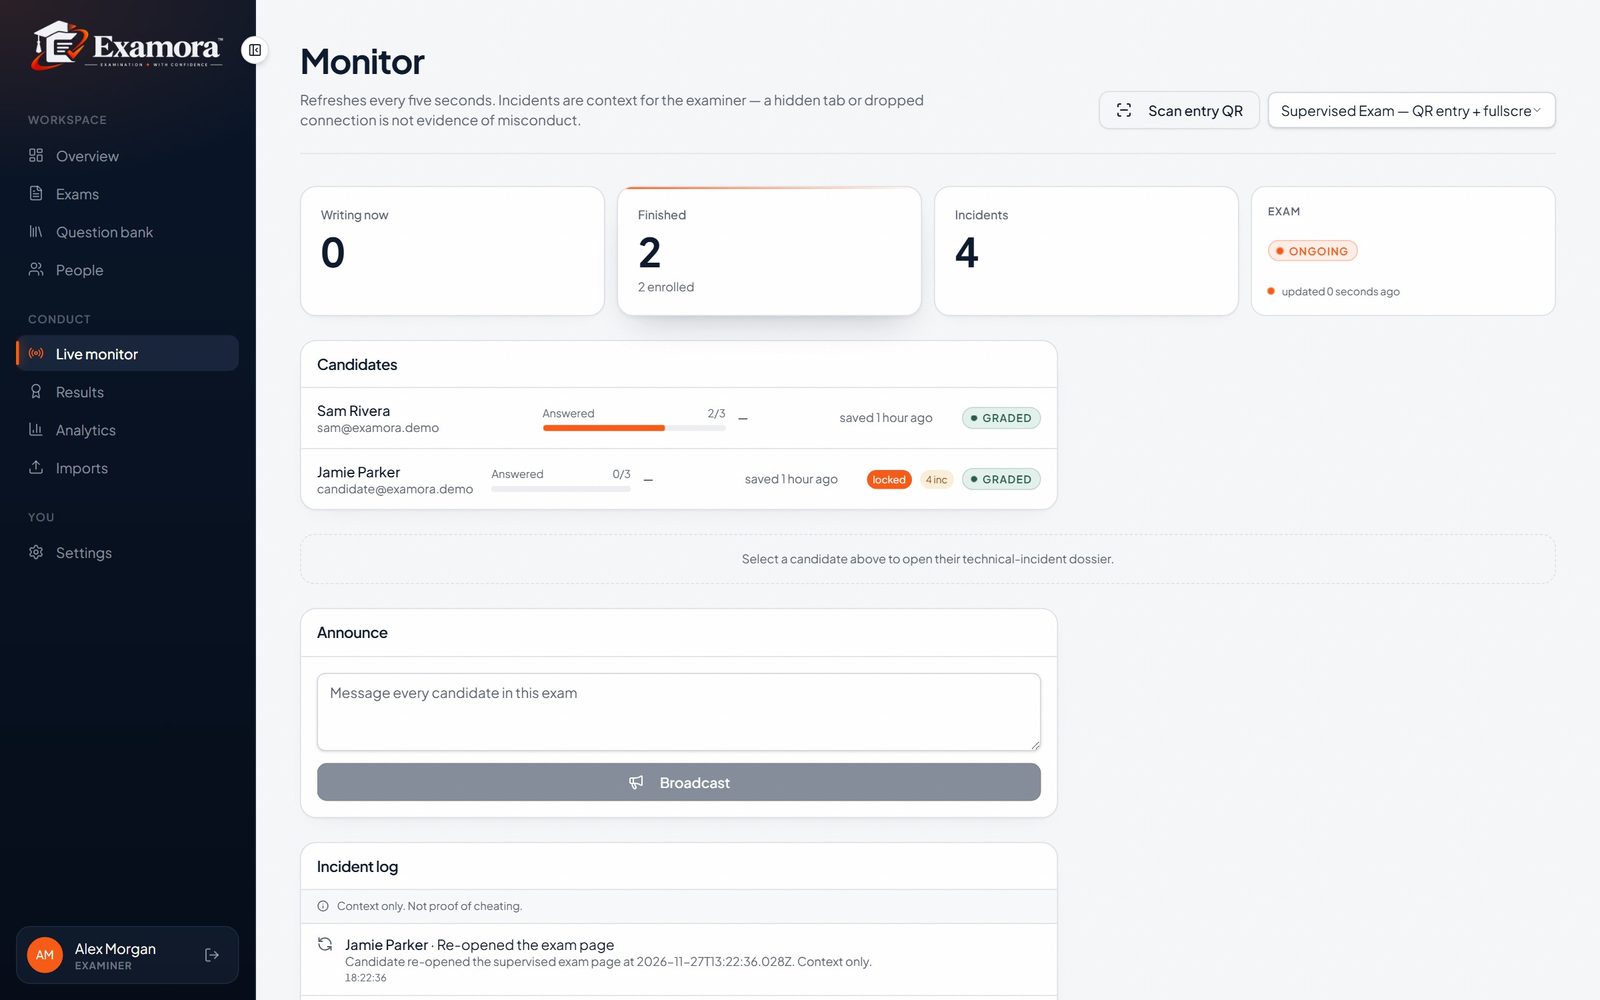 Examora™
EXAMINATION • WITH CONFIDENCE
WORKSPACE
Overview
Exams
Question bank
People
CONDUCT
Live monitor
Results
Analytics
Imports
YOU
Settings
AM
Alex Morgan
EXAMINER
Monitor
Refreshes every five seconds. Incidents are context for the examiner — a hidden tab or dropped
connection is not evidence of misconduct.
Scan entry QR
Supervised Exam — QR entry + fullscre
Writing now
0
Finished
2
2 enrolled
Incidents
4
EXAM
ONGOING
updated 0 seconds ago
Candidates
Sam Rivera
sam@examora.demo
Answered 2/3 —
saved 1 hour ago
GRADED
Jamie Parker
candidate@examora.demo
Answered 0/3 —
saved 1 hour ago
locked
4 inc
GRADED
Select a candidate above to open their technical-incident dossier.
Announce
Message every candidate in this exam
Broadcast
Incident log
Context only. Not proof of cheating.
Jamie Parker · Re-opened the exam page
Candidate re-opened the supervised exam page at 2026-11-27T13:22:36.028Z. Context only.
18:22:36